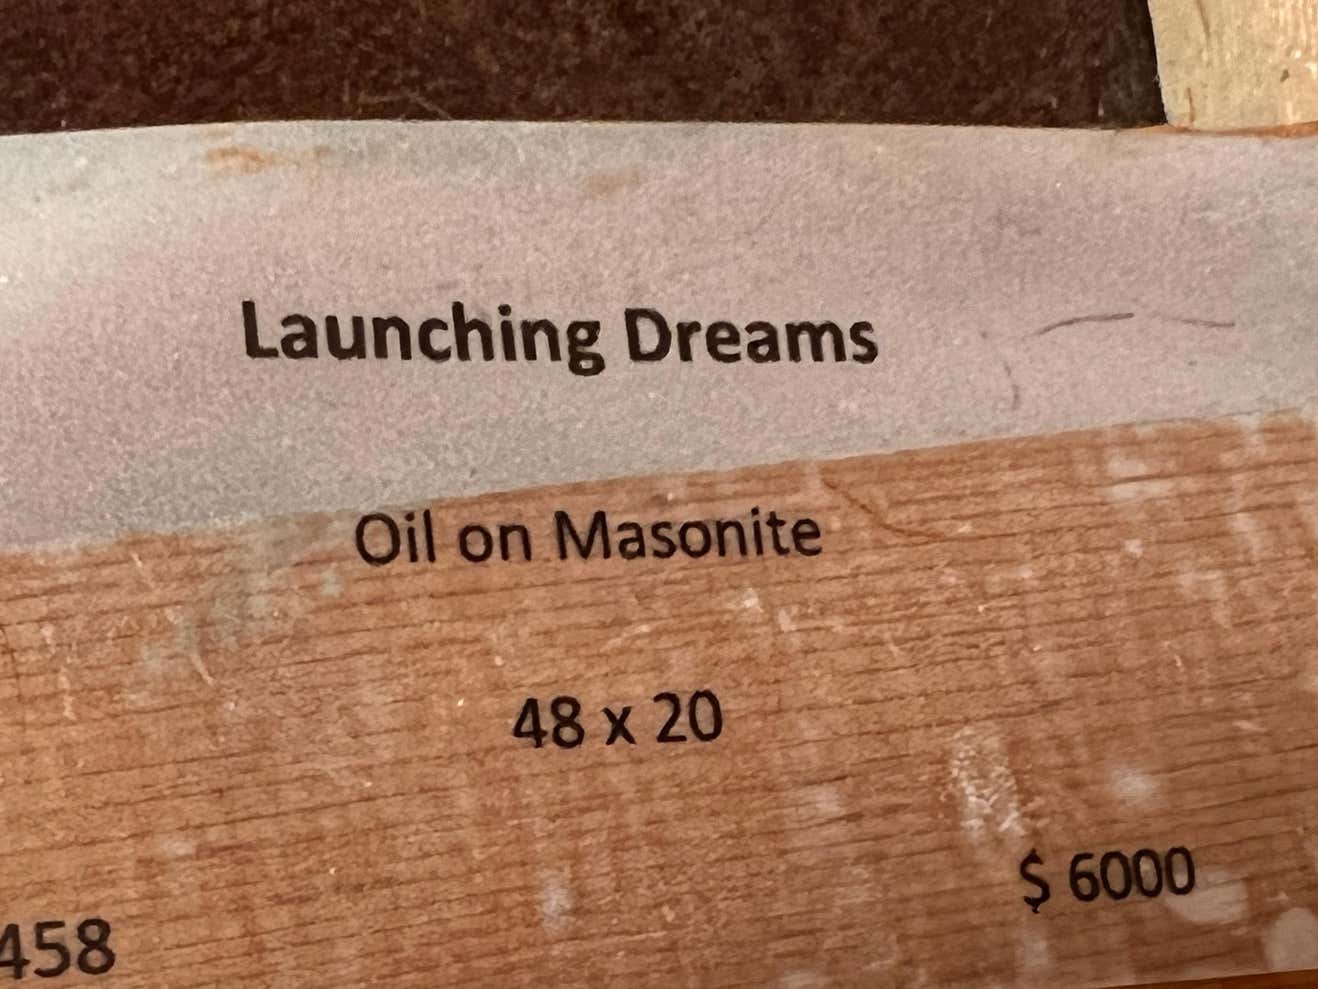 Launching Dreams
Oil on Masonite
48 x 20
$ 6000
458